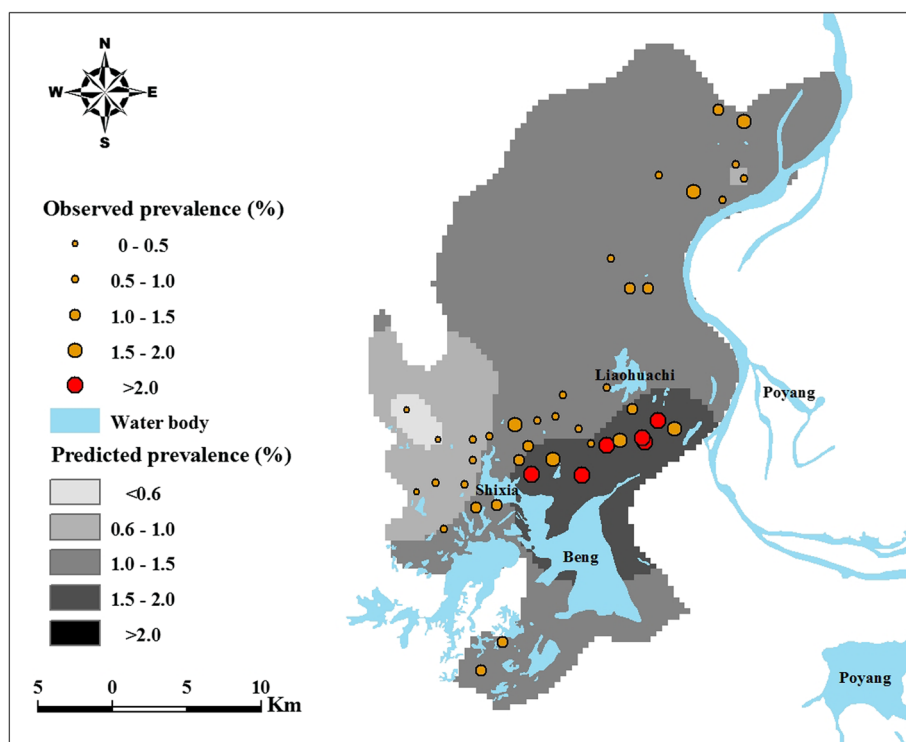 N
W E
S
Observed prevalence (%)
0 - 0.5
0.5 - 1.0
1.0 - 1.5
1.5 - 2.0
>2.0
Water body
Predicted prevalence (%)
<0.6
0.6 - 1.0
1.0 - 1.5
1.5 - 2.0
>2.0
5 0 5 10
Km
Liaohuachi
Poyang
Shixia
Beng
Poyang